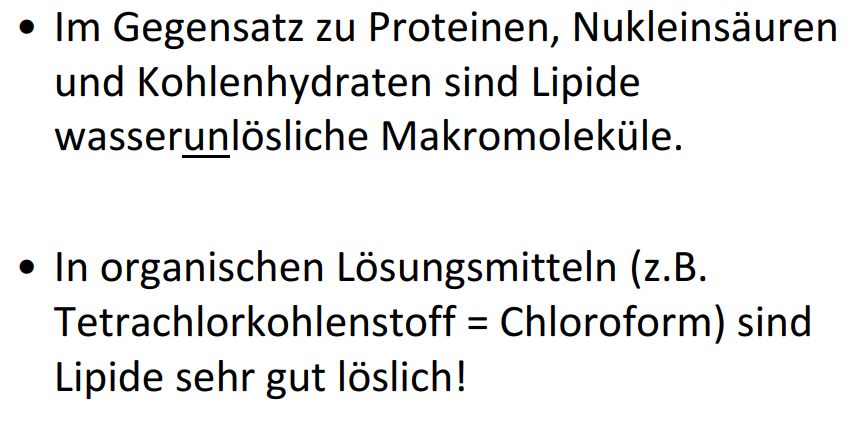 • Im Gegensatz zu Proteinen, Nukleinsäuren
und Kohlenhydraten sind Lipide
wasserunlösliche Makromoleküle.
• In organischen Lösungsmitteln (z.B.
Tetrachlorkohlenstoff = Chloroform) sind
Lipide sehr gut löslich!